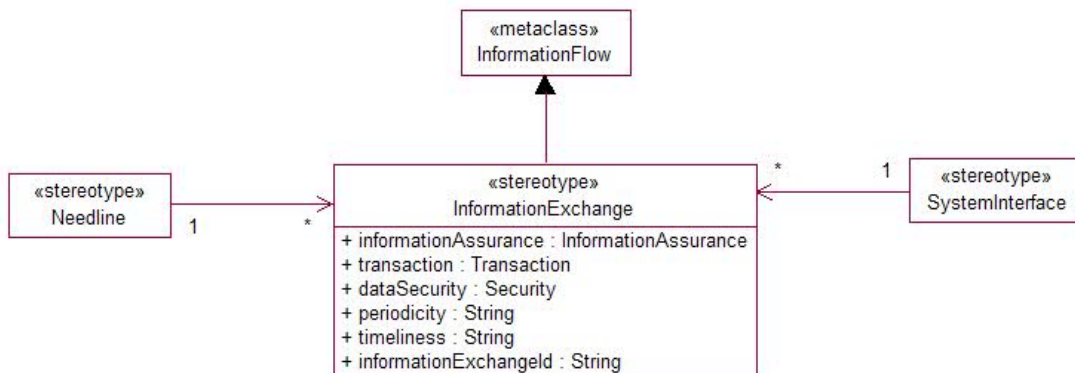 «metaclass»
InformationFlow
«stereotype»
Needline
1
*
«stereotype»
InformationExchange
+ informationAssurance : InformationAssurance
+ transaction : Transaction
+ dataSecurity : Security
+ periodicity : String
+ timeliness : String
+ informationExchangeId : String
*
1
«stereotype»
SystemInterface